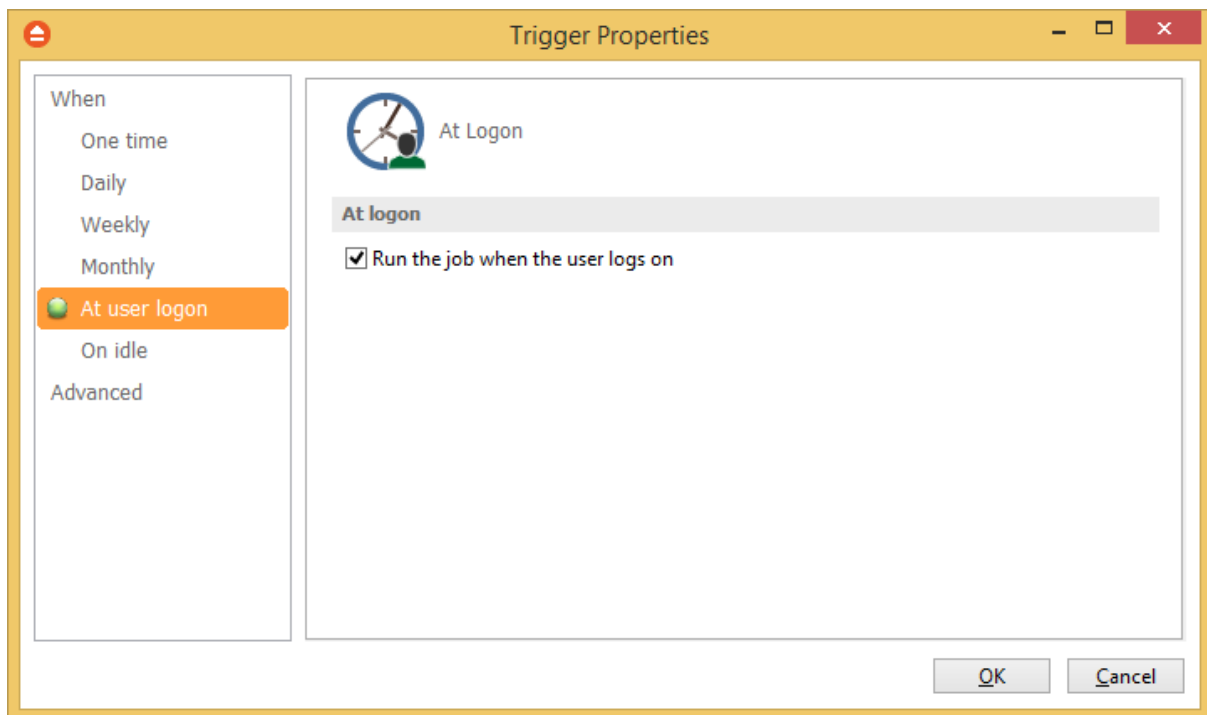 Trigger Properties
When
One time
Daily
Weekly
Monthly
At user logon
On idle
Advanced
At Logon
At logon
Run the job when the user logs on
OK
Cancel